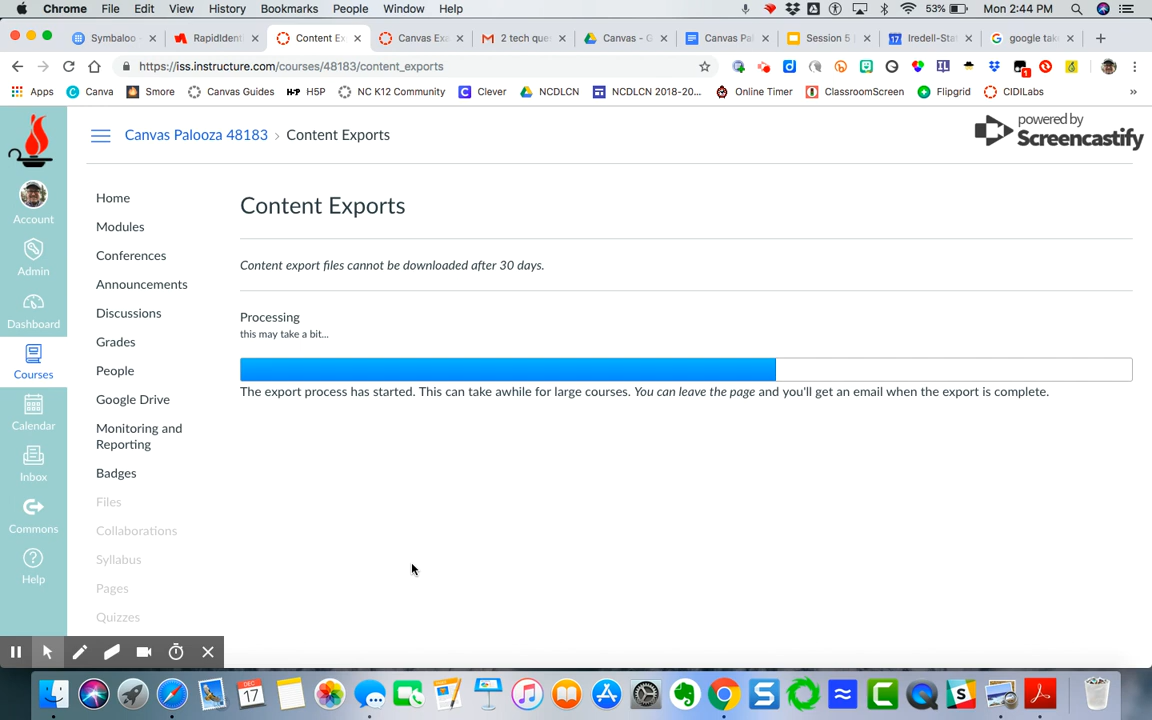 Chrome File Edit View History Bookmarks People Window Help 53% Mon 2:44 PM
Symbaloo RapidIdent Content Ex Canvas Exa 2 tech que Canvas - G Canvas Pal Session 5 Iredell-Stat google tak
https://iss.instructure.com/courses/48183/content_exports
Apps Canva Smore Canvas Guides H5P NC K12 Community Clever NCDLCN NCDLCN 2018-20... Online Timer ClassroomScreen Flipgrid CIDILabs »
Canvas Palooza 48183 › Content Exports
powered by
Screencastify
Account
Admin
Dashboard
Courses
Calendar
Inbox
Commons
Help
Home
Modules
Conferences
Announcements
Discussions
Grades
People
Google Drive
Monitoring and
Reporting
Badges
Files
Collaborations
Syllabus
Pages
Quizzes
Content Exports
Content export files cannot be downloaded after 30 days.
Processing
this may take a bit...
The export process has started. This can take awhile for large courses. You can leave the page and you'll get an email when the export is complete.
DEC
17